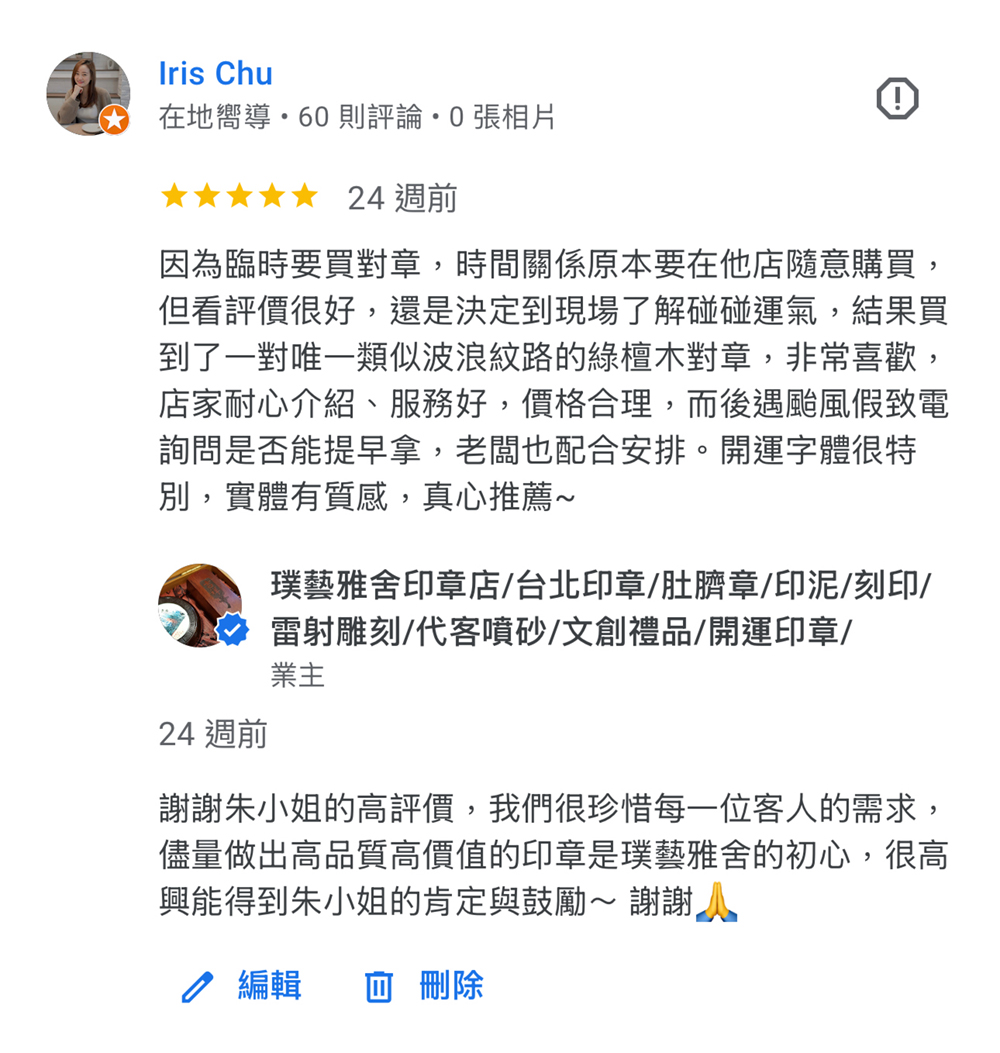 Iris Chu
在地嚮導・60 則評論・0 張相片
24 週前
因為臨時要買對章，時間關係原本要在他店隨意購買，
但看評價很好，還是決定到現場了解碰碰運氣，結果買
到了一對唯一類似波浪紋路的綠檀木對章，非常喜歡，
店家耐心介紹、服務好，價格合理，而後遇颱風假致電
詢問是否能提早拿，老闆也配合安排。開運字體很特
別，實體有質感，真心推薦~
璞藝雅舍印章店/台北印章/肚臍章/印泥/刻印/
雷射雕刻/代客噴砂/文創禮品/開運印章/
業主
24 週前
謝謝朱小姐的高評價，我們很珍惜每一位客人的需求，
儘量做出高品質高價值的印章是璞藝雅舍的初心，很高
興能得到朱小姐的肯定與鼓勵～ 謝謝🙏
編輯 刪除